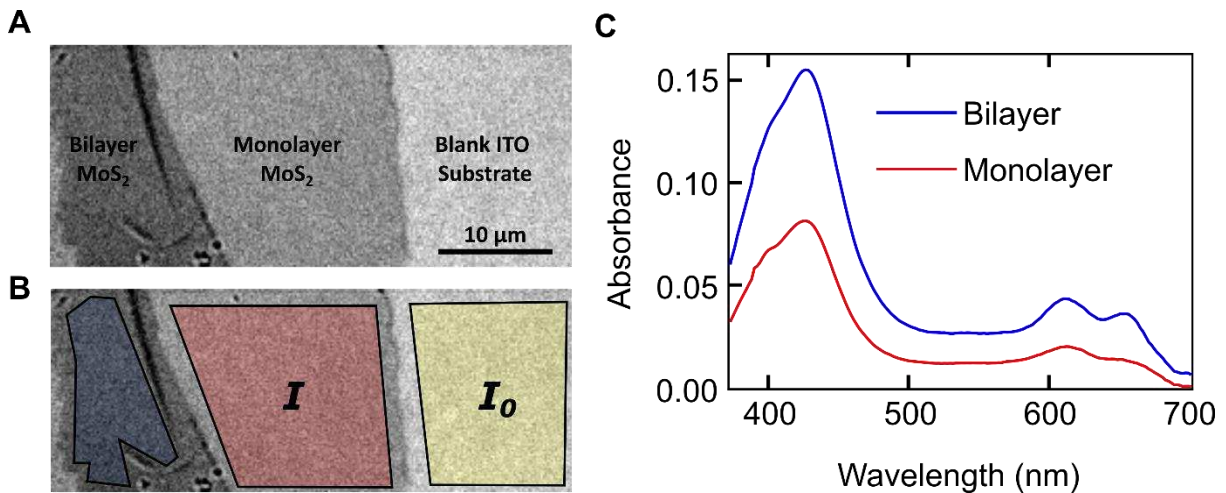 A
Bilayer
MoS₂
Monolayer
MoS₂
Blank ITO
Substrate
10 μm
B
I
I₀
C
Absorbance
0.15
0.10
0.05
0.00
Bilayer
Monolayer
400
500
600
700
Wavelength (nm)